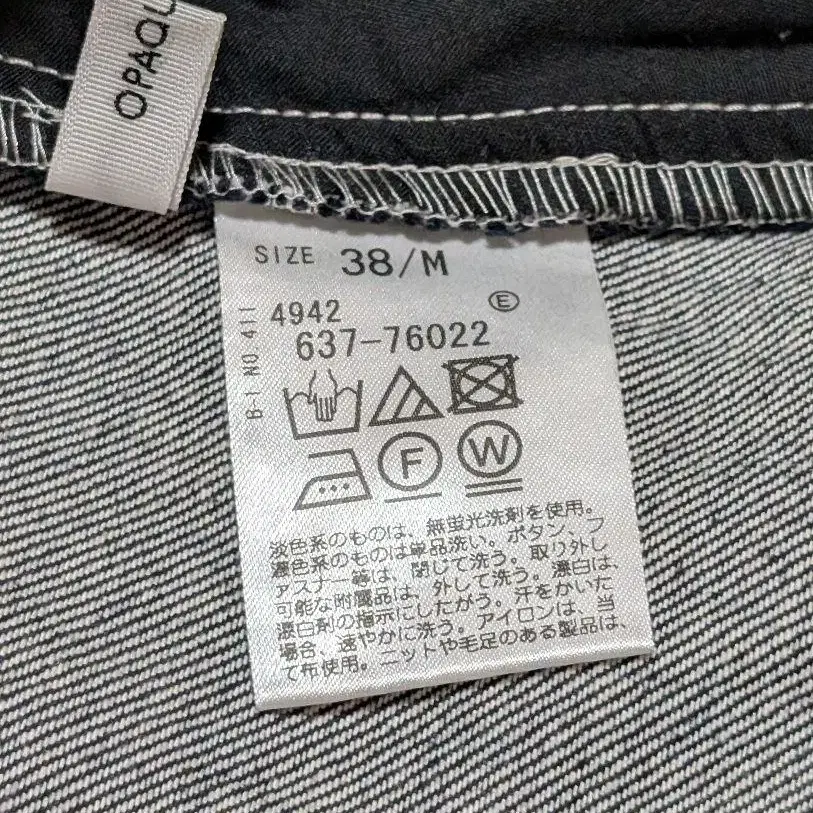 OPAQU
SIZE 38/M
B-I NO 411
4942
E
637-76022
F
W
淡色系のものは、無蛍光洗剤を使用。
濃色系のものは単品洗い。ボタン、フ
ァスナー等は、閉じて洗う。取り外し
可能な附属品は、外して洗う。漂白は、
漂白剤の指示にしたがう。汗をかいた
場合、速やかに洗う。アイロンは、当
て布使用。ニットや毛足のある製品は、